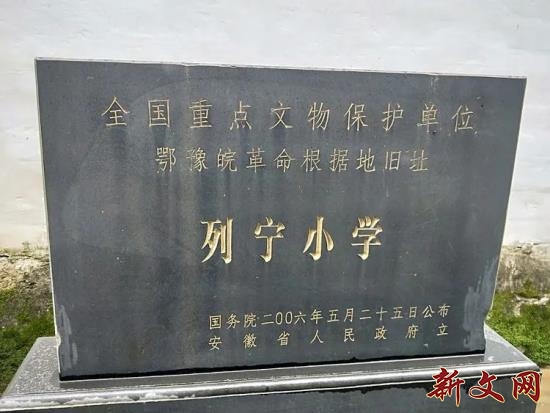 全国重点文物保护单位
鄂豫皖革命根据地旧址
列宁小学
国务院二〇〇六年五月二十五日公布
安徽省人民政府立
新文网